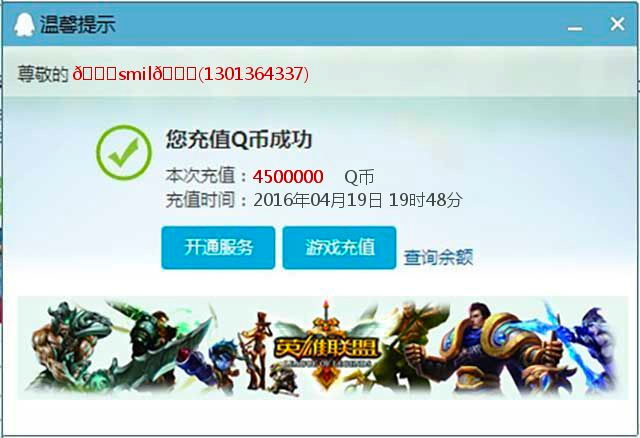 温馨提示
尊敬的 ð□□□smilð□□□(1301364337)
您充值Q币成功
本次充值：4500000 Q币
充值时间：2016年04月19日 19时48分
开通服务 游戏充值 查询余额
英雄联盟
LEAGUE OF LEGENDS